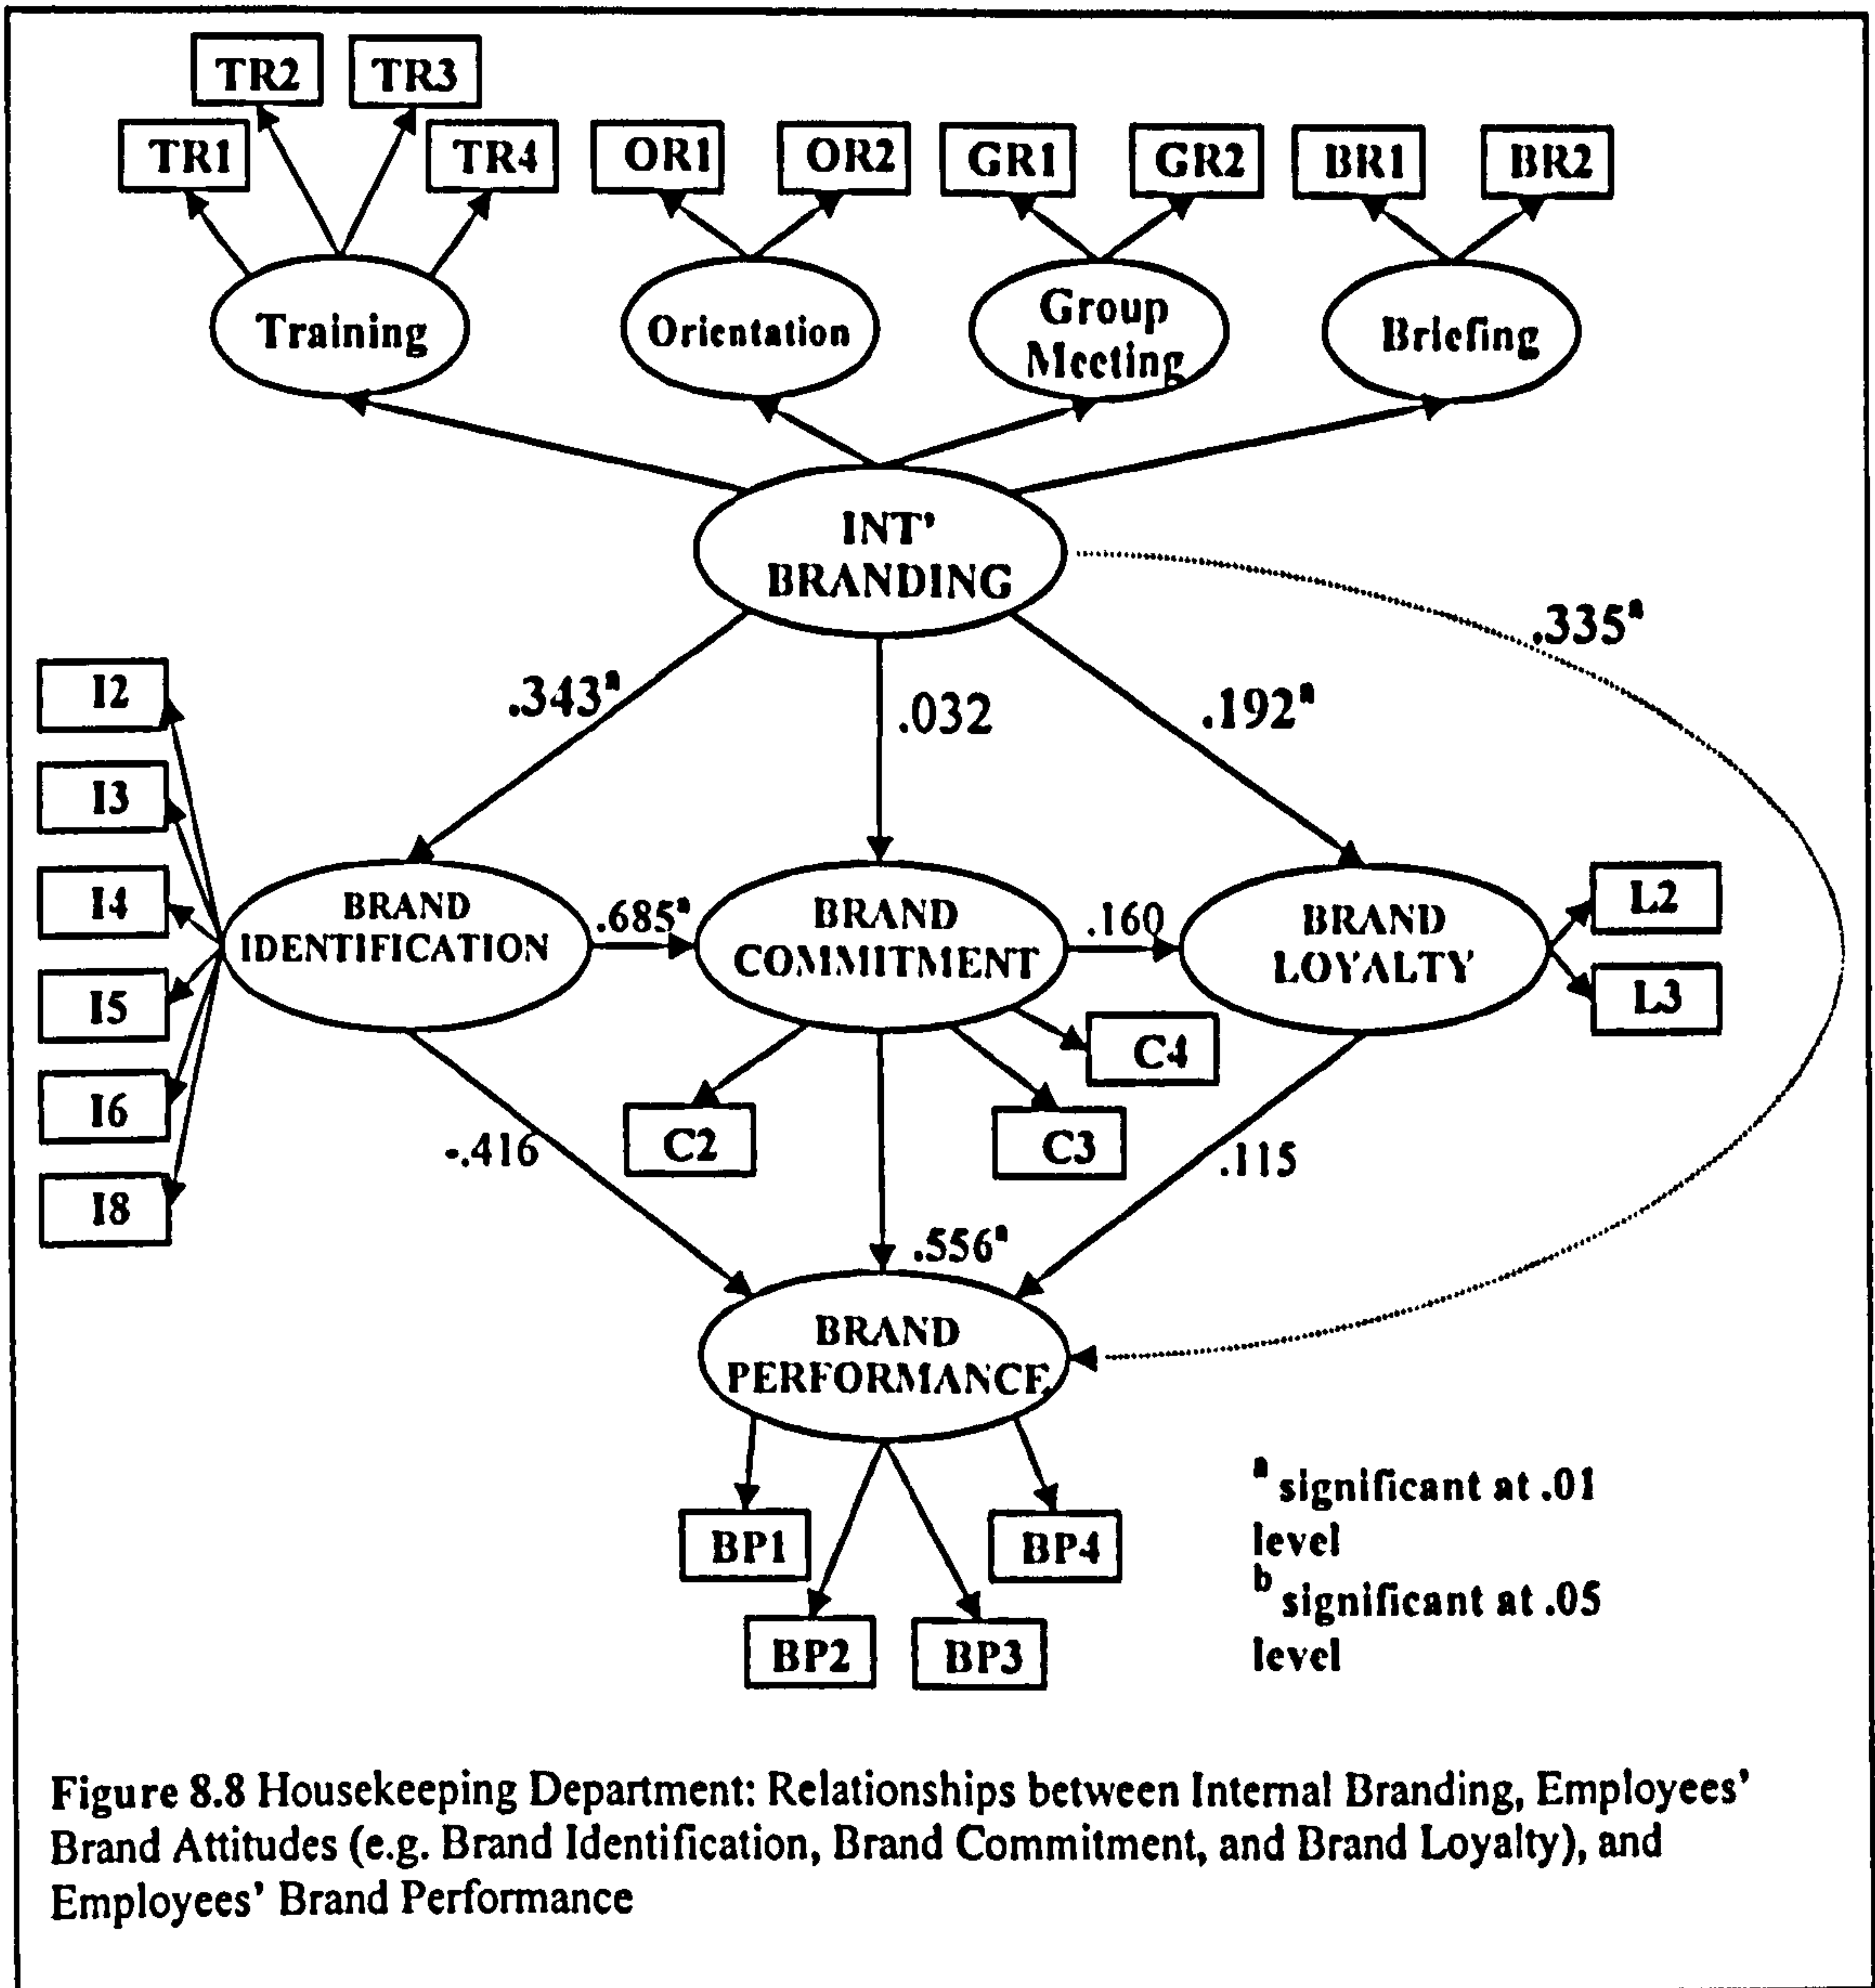 TR2 TR3
TR1 TR4 OR1 OR2 GR1 GR2 BR1 BR2
Training
Orientation
Group
Meeting
Briefing
INT'
BRANDING
.335ª
.343ª
.032
.192ª
I2
I3
I4
I5
I6
I8
BRAND
IDENTIFICATION
.685ª
BRAND
COMMITMENT
.160
BRAND
LOYALTY
L2
L3
C4
C2
C3
-.416
.556ª
.115
BRAND
PERFORMANCE
BP1
BP4
BP2
BP3
ª significant at .01
level
ᵇ significant at .05
level
Figure 8.8 Housekeeping Department: Relationships between Internal Branding, Employees'
Brand Attitudes (e.g. Brand Identification, Brand Commitment, and Brand Loyalty), and
Employees' Brand Performance